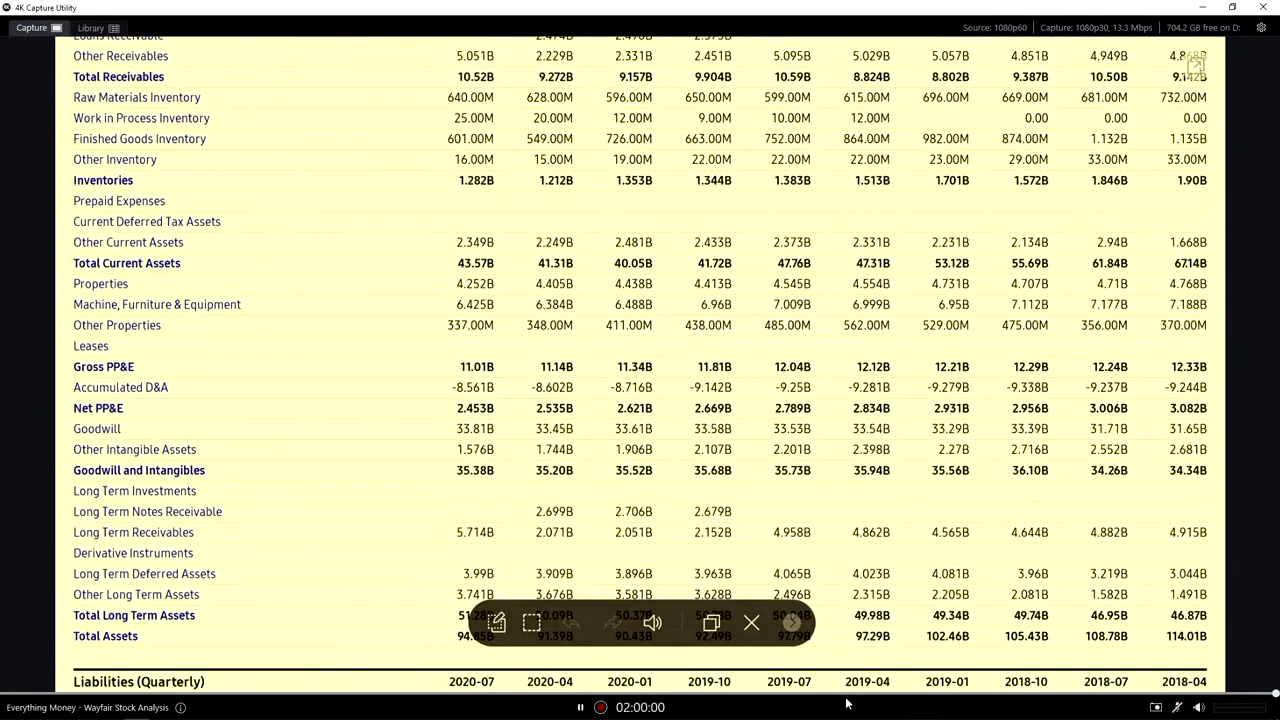 4K Capture Utility
Capture Library Source: 1080p60 Capture: 1080p30, 13.3 Mbps 704.2 GB free on D:
Loans Receivable
Other Receivables 5.051B 2.229B 2.331B 2.451B 5.095B 5.029B 5.057B 4.851B 4.949B 4.868B
Total Receivables 10.52B 9.272B 9.157B 9.904B 10.59B 8.824B 8.802B 9.387B 10.50B 9.142B
Raw Materials Inventory 640.00M 628.00M 596.00M 650.00M 599.00M 615.00M 696.00M 669.00M 681.00M 732.00M
Work in Process Inventory 25.00M 20.00M 12.00M 9.00M 10.00M 12.00M 0.00 0.00 0.00
Finished Goods Inventory 601.00M 549.00M 726.00M 663.00M 752.00M 864.00M 982.00M 874.00M 1.132B 1.135B
Other Inventory 16.00M 15.00M 19.00M 22.00M 22.00M 22.00M 23.00M 29.00M 33.00M 33.00M
Inventories 1.282B 1.212B 1.353B 1.344B 1.383B 1.513B 1.701B 1.572B 1.846B 1.90B
Prepaid Expenses
Current Deferred Tax Assets
Other Current Assets 2.349B 2.249B 2.481B 2.433B 2.373B 2.331B 2.231B 2.134B 2.94B 1.668B
Total Current Assets 43.57B 41.31B 40.05B 41.72B 47.76B 47.31B 53.12B 55.69B 61.84B 67.14B
Properties 4.252B 4.405B 4.438B 4.413B 4.545B 4.554B 4.731B 4.707B 4.71B 4.768B
Machine, Furniture & Equipment 6.425B 6.384B 6.488B 6.96B 7.009B 6.999B 6.95B 7.112B 7.177B 7.188B
Other Properties 337.00M 348.00M 411.00M 438.00M 485.00M 562.00M 529.00M 475.00M 356.00M 370.00M
Leases
Gross PP&E 11.01B 11.14B 11.34B 11.81B 12.04B 12.12B 12.21B 12.29B 12.24B 12.33B
Accumulated D&A -8.561B -8.602B -8.716B -9.142B -9.25B -9.281B -9.279B -9.338B -9.237B -9.244B
Net PP&E 2.453B 2.535B 2.621B 2.669B 2.789B 2.834B 2.931B 2.956B 3.006B 3.082B
Goodwill 33.81B 33.45B 33.61B 33.58B 33.53B 33.54B 33.29B 33.39B 31.71B 31.65B
Other Intangible Assets 1.576B 1.744B 1.906B 2.107B 2.201B 2.398B 2.27B 2.716B 2.552B 2.681B
Goodwill and Intangibles 35.38B 35.20B 35.52B 35.68B 35.73B 35.94B 35.56B 36.10B 34.26B 34.34B
Long Term Investments
Long Term Notes Receivable 2.699B 2.706B 2.679B
Long Term Receivables 5.714B 2.071B 2.051B 2.152B 4.958B 4.862B 4.565B 4.644B 4.882B 4.915B
Derivative Instruments
Long Term Deferred Assets 3.99B 3.909B 3.896B 3.963B 4.065B 4.023B 4.081B 3.96B 3.219B 3.044B
Other Long Term Assets 3.741B 3.676B 3.581B 3.628B 2.496B 2.315B 2.205B 2.081B 1.582B 1.491B
Total Long Term Assets 49.98B 49.34B 49.74B 46.95B 46.87B
Total Assets 94.85B 91.39B 90.43B 92.49B 97.79B 97.29B 102.46B 105.43B 108.78B 114.01B
Liabilities (Quarterly) 2020-07 2020-04 2020-01 2019-10 2019-07 2019-04 2019-01 2018-10 2018-07 2018-04
Everything Money - Wayfair Stock Analysis 02:00:00